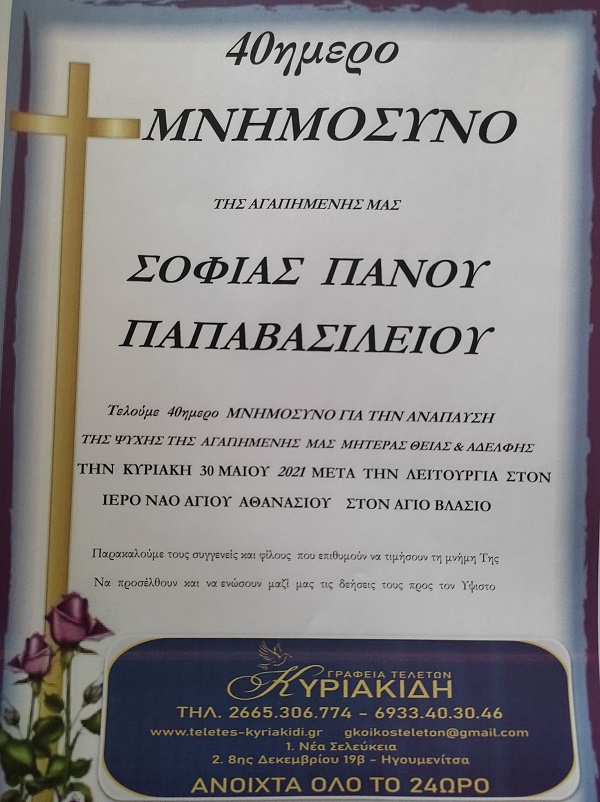 40ημερο
ΜΝΗΜΟΣΥΝΟ
ΤΗΣ ΑΓΑΠΗΜΕΝΗΣ ΜΑΣ
ΣΟΦΙΑΣ ΠΑΝΟΥ
ΠΑΠΑΒΑΣΙΛΕΙΟΥ
Τελούμε 40ημερο ΜΝΗΜΟΣΥΝΟ ΓΙΑ ΤΗΝ ΑΝΑΠΑΥΣΗ
ΤΗΣ ΨΥΧΗΣ ΤΗΣ ΑΓΑΠΗΜΕΝΗΣ ΜΑΣ ΜΗΤΕΡΑΣ ΘΕΙΑΣ & ΑΔΕΛΦΗΣ
ΤΗΝ ΚΥΡΙΑΚΗ 30 ΜΑΙΟΥ 2021 ΜΕΤΑ ΤΗΝ ΛΕΙΤΟΥΡΓΙΑ ΣΤΟΝ
ΙΕΡΟ ΝΑΟ ΑΓΙΟΥ ΑΘΑΝΑΣΙΟΥ ΣΤΟΝ ΑΓΙΟ ΒΛΑΣΙΟ
Παρακαλούμε τους συγγενείς και φίλους που επιθυμούν να τιμήσουν τη μνήμη Της
Να προσέλθουν και να ενώσουν μαζί μας τις δεήσεις τους προς τον Υψιστο
ΓΡΑΦΕΙΑ ΤΕΛΕΤΩΝ
ΚΥΡΙΑΚΙΔΗ
ΤΗΛ. 2665.306.774 - 6933.40.30.46
www.teletes-kyriakidi.gr gkoikosteleton@gmail.com
1. Νέα Σελεύκεια
2. 8ης Δεκεμβρίου 19β - Ηγουμενίτσα
ΑΝΟΙΧΤΑ ΟΛΟ ΤΟ 24ΩΡΟ